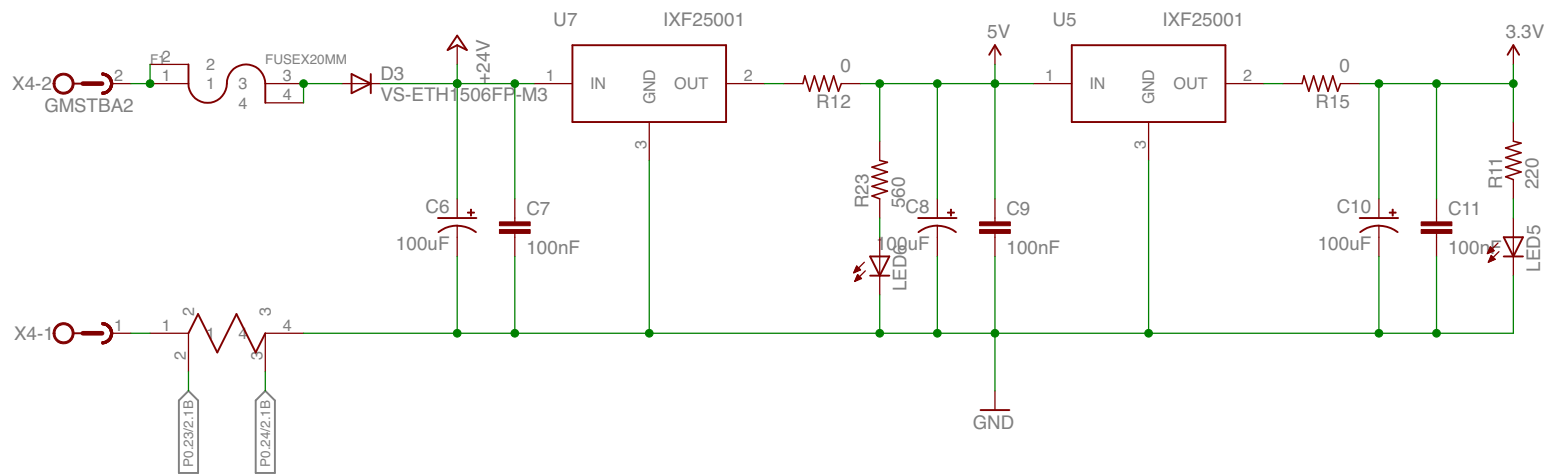 U7
IXF25001
5V
U5
IXF25001
3.3V
X4-2
2
GMSTBA2
F1
2
1
2
1
3
4
FUSEX20MM
3
4
D3
VS-ETH1506FP-M3
+24V
1
IN
GND
OUT
2
3
0
R12
1
IN
GND
OUT
2
3
0
R15
R23
560
R11
220
C6
100uF
C7
100nF
C8
100uF
C9
100nF
C10
100uF
C11
100nF
LED6
LED5
X4-1
1
1
2
1
4
3
4
2
3
P0.23/2.1B
P0.24/2.1B
GND